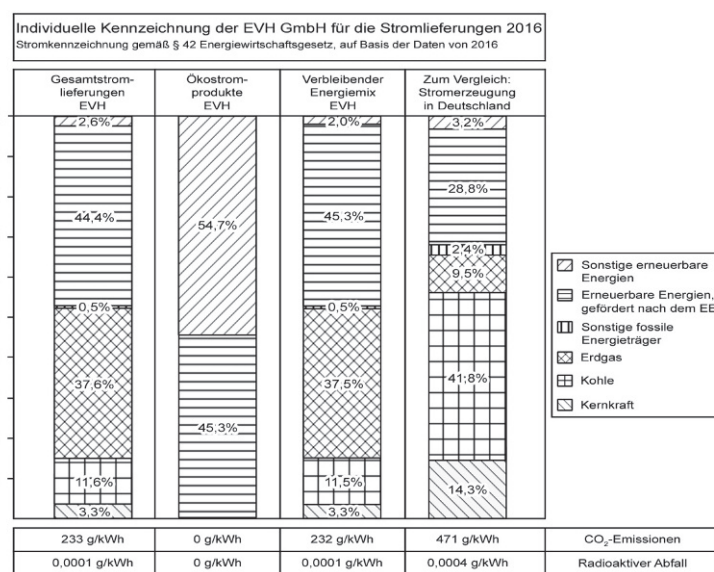 Individuelle Kennzeichnung der EVH GmbH für die Stromlieferungen 2016
Stromkennzeichnung gemäß § 42 Energiewirtschaftsgesetz, auf Basis der Daten von 2016
Gesamtstrom-
lieferungen
EVH
Ökostrom-
produkte
EVH
Verbleibender
Energiemix
EVH
Zum Vergleich:
Stromerzeugung
in Deutschland
2,6%
44,4%
0,5%
37,6%
11,6%
3,3%
54,7%
45,3%
2,0%
45,3%
0,5%
37,5%
11,5%
3,3%
3,2%
28,8%
2,4%
9,5%
41,8%
14,3%
Sonstige erneuerbare
Energien
Erneuerbare Energien,
gefördert nach dem EE
Sonstige fossile
Energieträger
Erdgas
Kohle
Kernkraft
233 g/kWh 0 g/kWh 232 g/kWh 471 g/kWh CO₂-Emissionen
0,0001 g/kWh 0 g/kWh 0,0001 g/kWh 0,0004 g/kWh Radioaktiver Abfall